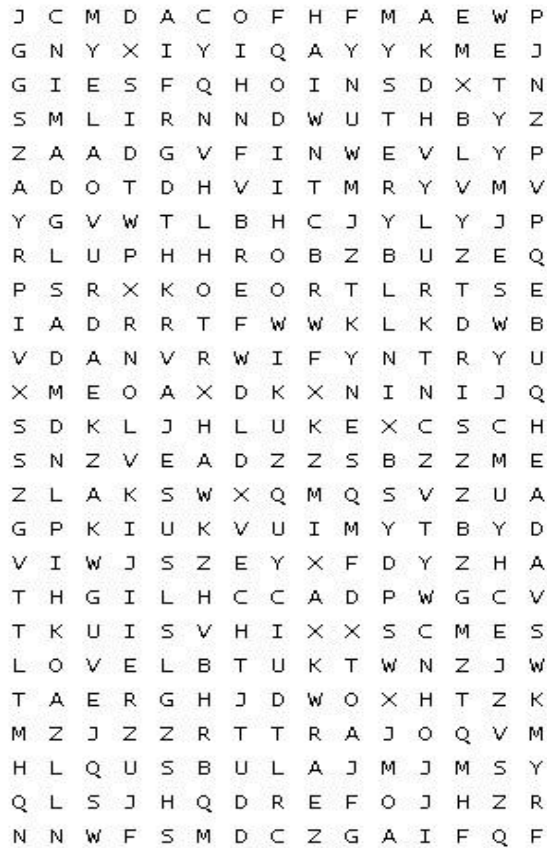 J C M D A C O F H F M A E W P
G N Y X I Y I Q A Y Y K M E J
G I E S F Q H O I N S D X T N
S M L I R N N D W U T H B Y Z
Z A A D G V F I N W E V L Y P
A D O T D H V I T M R Y V M V
Y G V W T L B H C J Y L Y J P
R L U P H H R O B Z B U Z E Q
P S R X K O E O R T L R T S E
I A D R R T F W W K L K D W B
V D A N V R W I F Y N T R Y U
X M E O A X D K X N I N I J Q
S D K L J H L U K E X C S C H
S N Z V E A D Z Z S B Z Z M E
Z L A K S W X Q M Q S V Z U A
G P K I U K V U I M Y T B Y D
V I W J S Z E Y X F D Y Z H A
T H G I L H C C A D P W G C V
T K U I S V H I X X S C M E S
L O V E L B T U K T W N Z J W
T A E R G H J D W O X H T Z K
M Z J Z Z R T T R A J O Q V M
H L Q U S B U L A J M J M S Y
Q L S J H Q D R E F O J H Z R
N N W F S M D C Z G A I F Q F